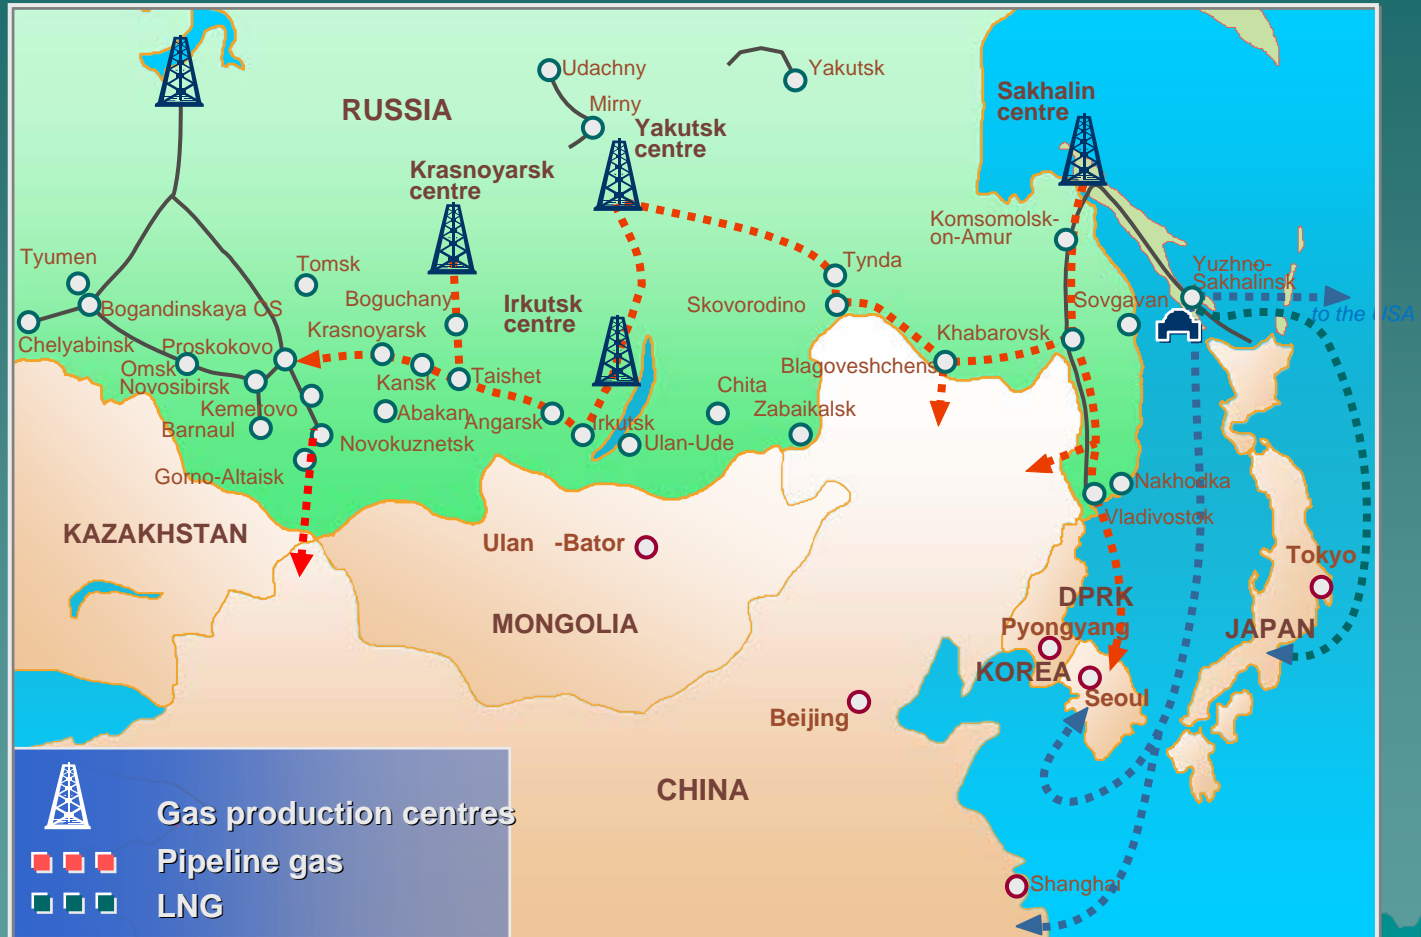 Udachny
Yakutsk
RUSSIA
Mirny
Sakhalin
centre
Yakutsk
centre
Krasnoyarsk
centre
Komsomolsk-
on-Amur
Tyumen
Tomsk
Tynda
Yuzhno-
Sakhalinsk
Bogandinskaya CS
Boguchany
Irkutsk
centre
Skovorodino
Sovgavan
to the USA
Chelyabinsk
Proskokovo
Krasnoyarsk
Khabarovsk
Omsk
Novosibirsk
Kansk
Taishet
Blagoveshchens
Kemerovo
Abakan
Angarsk
Chita
Barnaul
Novokuznetsk
Irkutsk
Zabaikalsk
Ulan-Ude
Gorno-Altaisk
Nakhodka
Vladivostok
KAZAKHSTAN
Ulan -Bator
Tokyo
DPRK
MONGOLIA
Pyongyang
JAPAN
KOREA
Seoul
Beijing
CHINA
Gas production centres
Pipeline gas
Shanghai
LNG